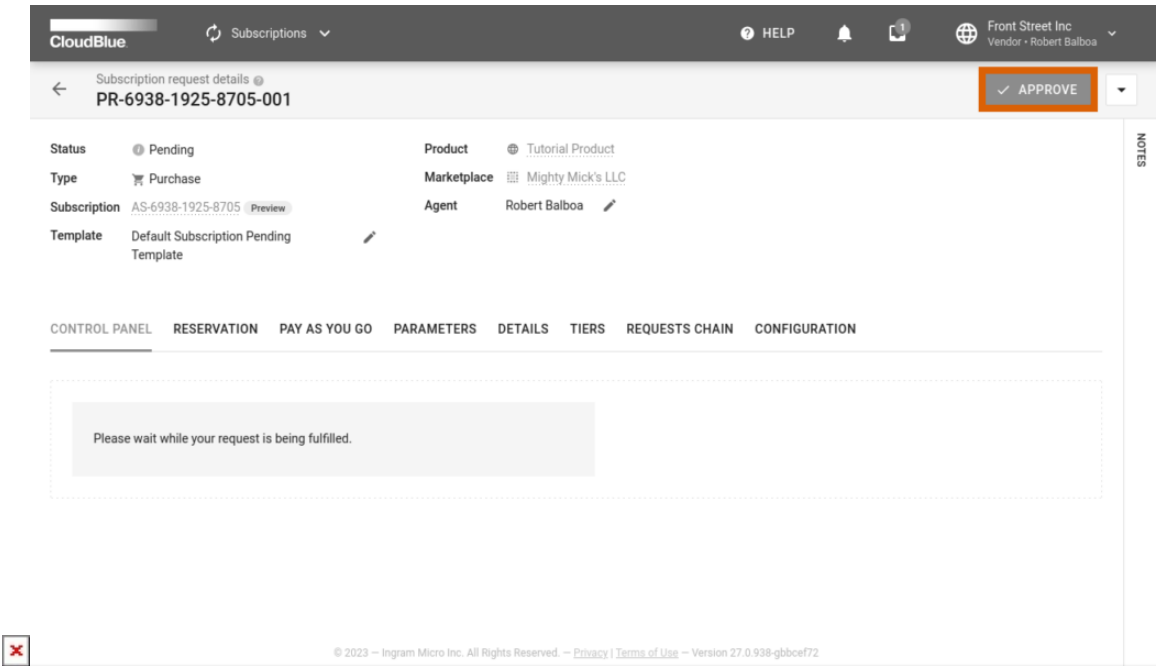 CloudBlue.
Subscriptions
HELP
1
Front Street Inc
Vendor • Robert Balboa
Subscription request details
PR-6938-1925-8705-001
APPROVE
NOTES
Status Pending
Product Tutorial Product
Type Purchase
Marketplace Mighty Mick's LLC
Subscription AS-6938-1925-8705 Preview
Agent Robert Balboa
Template Default Subscription Pending
Template
CONTROL PANEL RESERVATION PAY AS YOU GO PARAMETERS DETAILS TIERS REQUESTS CHAIN CONFIGURATION
Please wait while your request is being fulfilled.
© 2023 — Ingram Micro Inc. All Rights Reserved. — Privacy | Terms of Use — Version 27.0.938-gbbcef72